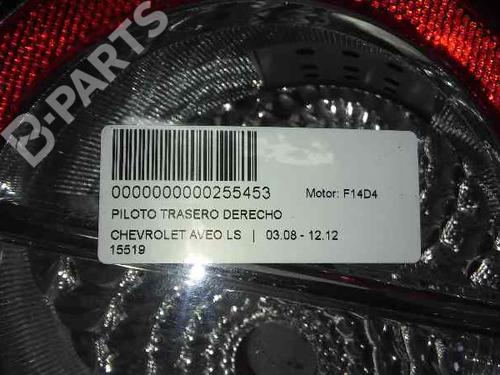 B-PARTS
0000000000255453 Motor: F14D4
PILOTO TRASERO DERECHO
CHEVROLET AVEO LS | 03.08 - 12.12
15519